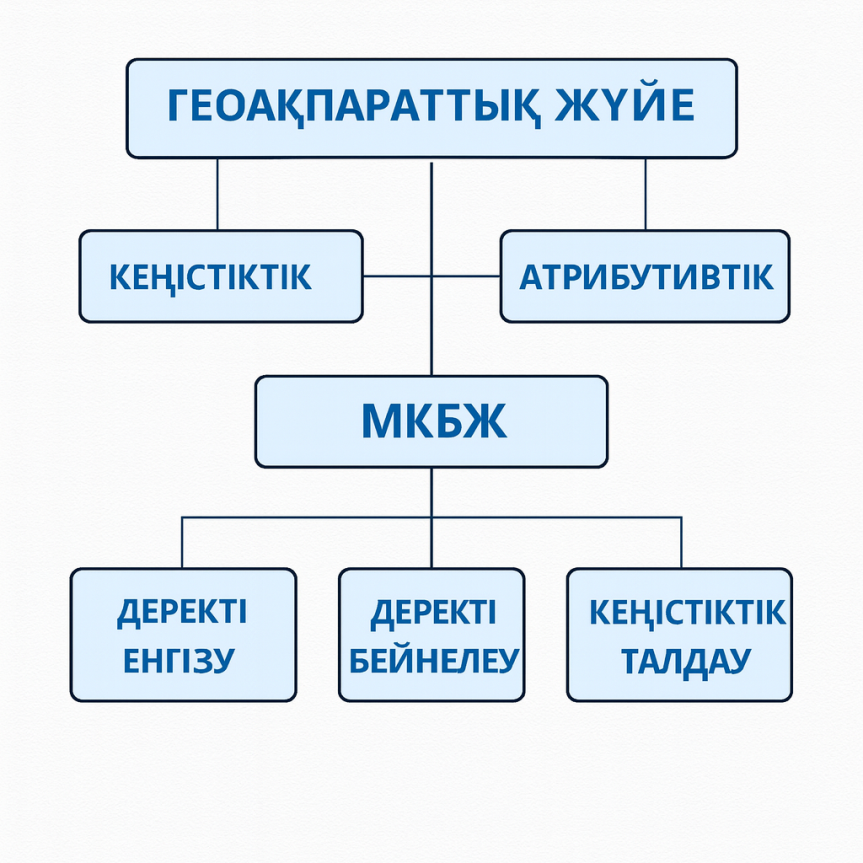 ГЕОАҚПАРАТТЫҚ ЖҮЙЕ
КЕҢІСТІКТІК
АТРИБУТИВТІК
МКБЖ
ДЕРЕКТІ
ЕНГІЗУ
ДЕРЕКТІ
БЕЙНЕЛЕУ
КЕҢІСТІКТІК
ТАЛДАУ